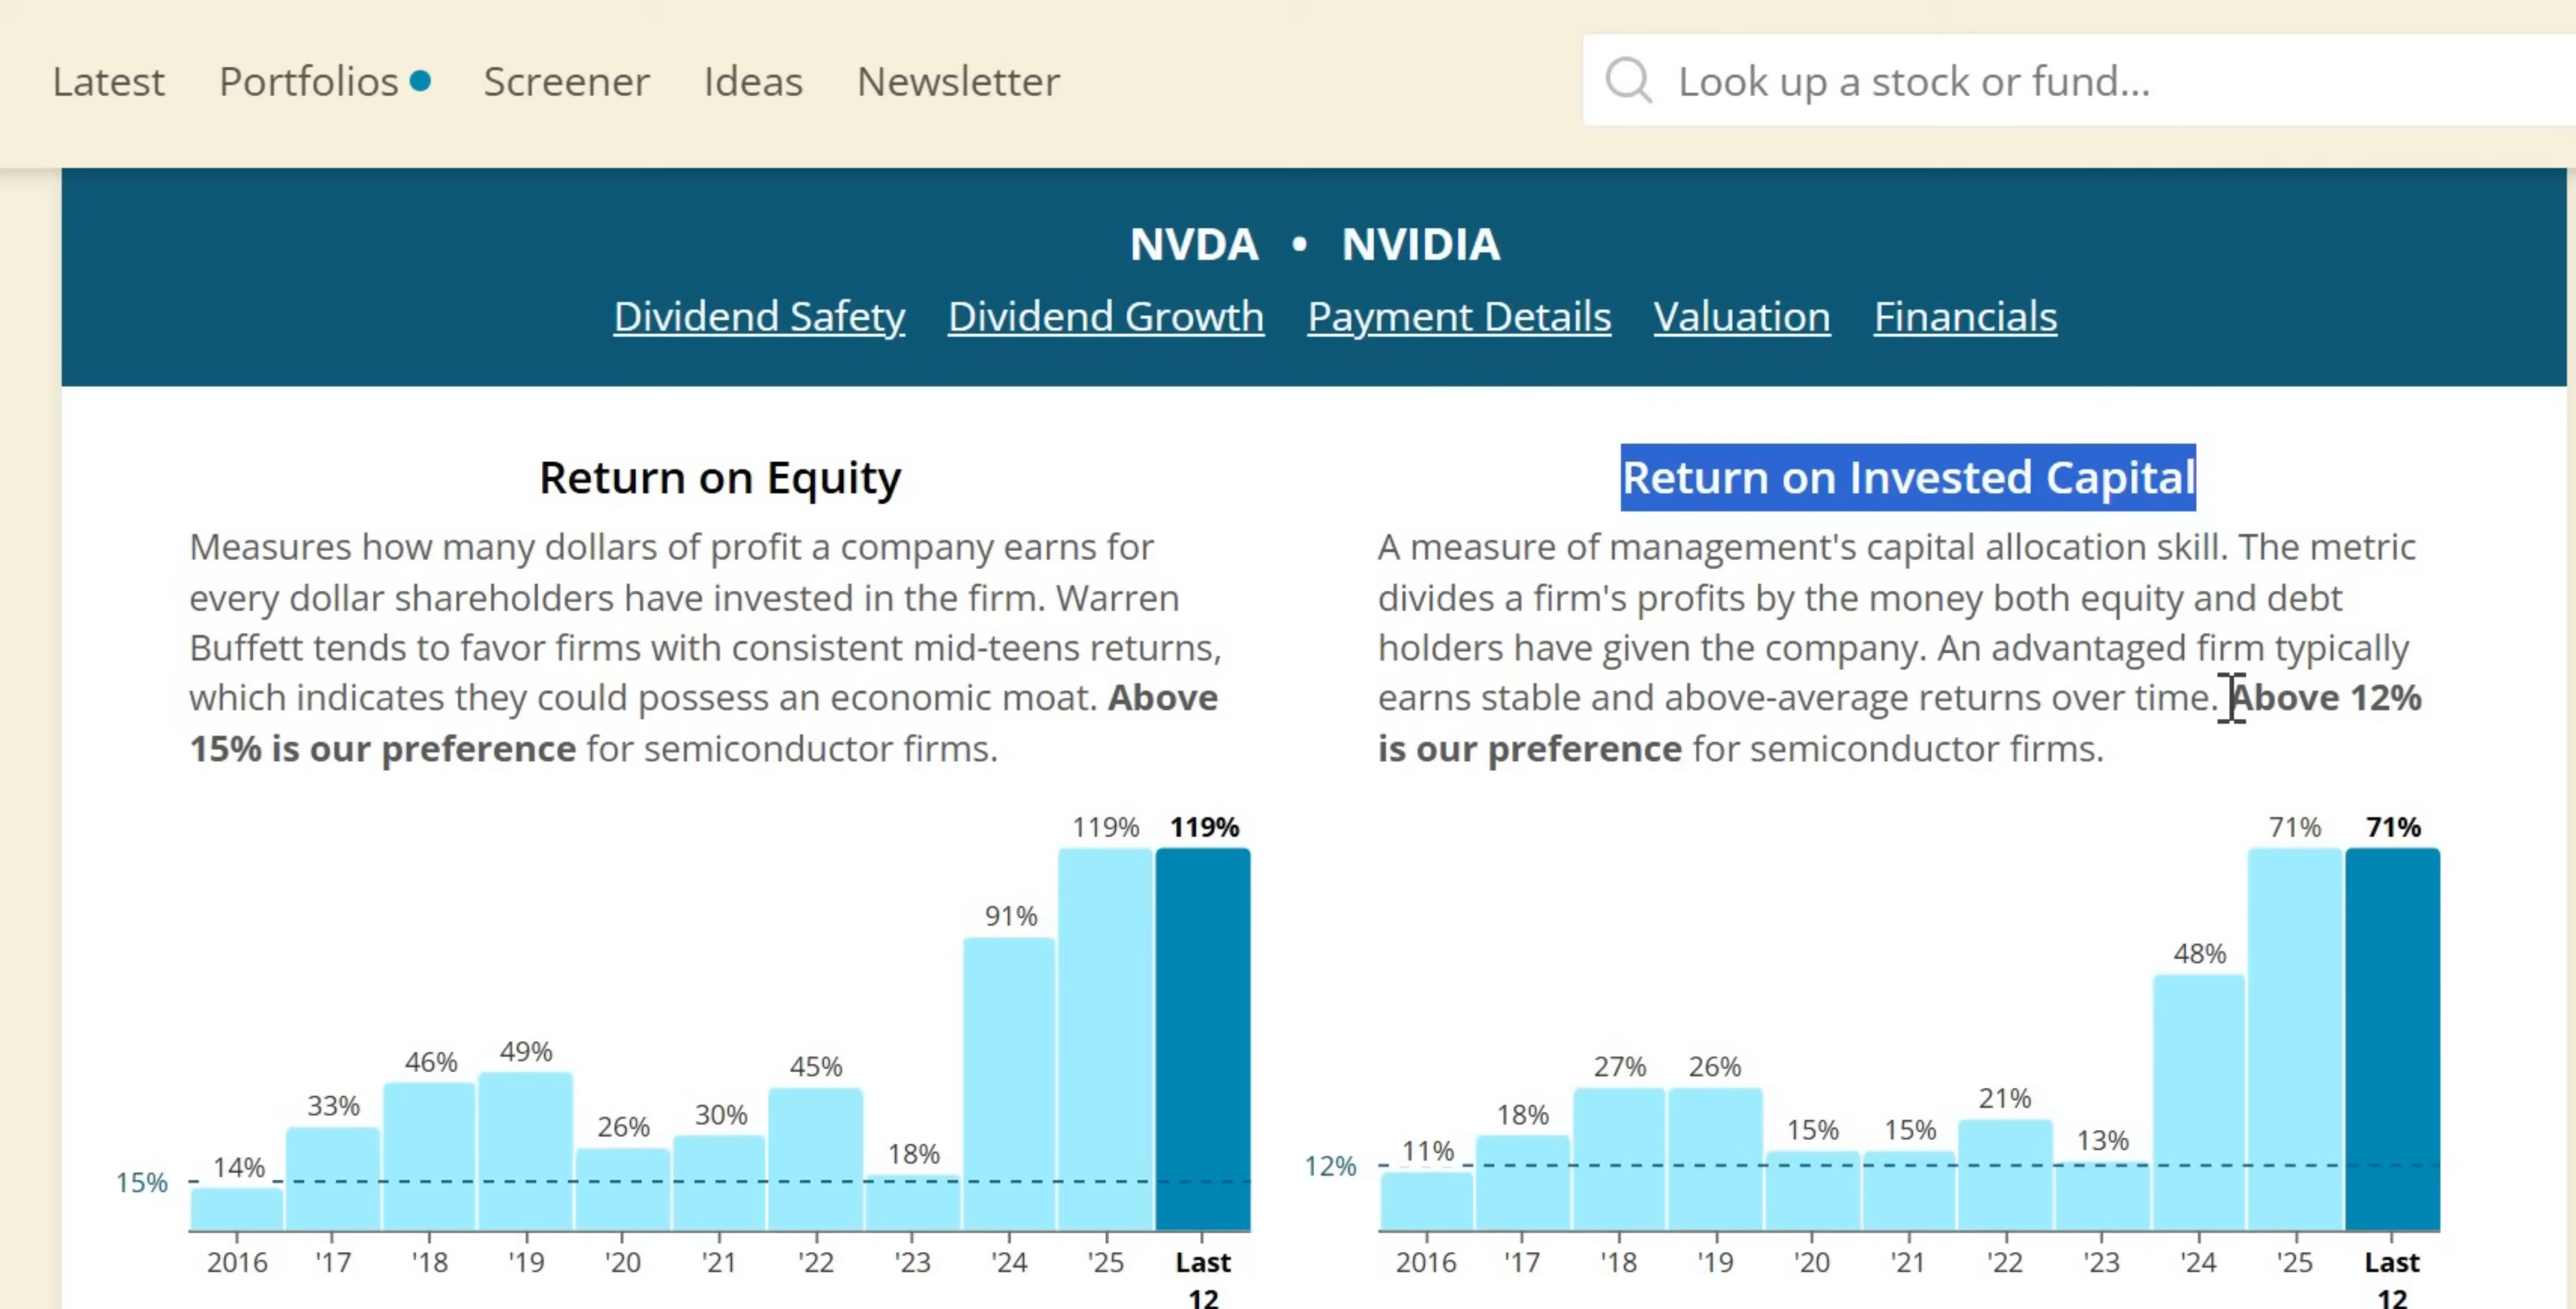 Latest Portfolios Screener Ideas Newsletter
Look up a stock or fund...
NVDA • NVIDIA
Dividend Safety Dividend Growth Payment Details Valuation Financials
Return on Equity
Measures how many dollars of profit a company earns for
every dollar shareholders have invested in the firm. Warren
Buffett tends to favor firms with consistent mid-teens returns,
which indicates they could possess an economic moat. Above
15% is our preference for semiconductor firms.
119% 119%
91%
49%
46%
45%
33%
30%
26%
18%
14%
15%
2016 '17 '18 '19 '20 '21 '22 '23 '24 '25 Last
12
Return on Invested Capital
A measure of management's capital allocation skill. The metric
divides a firm's profits by the money both equity and debt
holders have given the company. An advantaged firm typically
earns stable and above-average returns over time. Above 12%
is our preference for semiconductor firms.
71% 71%
48%
27% 26%
21%
18%
15% 15%
13%
11%
12%
2016 '17 '18 '19 '20 '21 '22 '23 '24 '25 Last
12